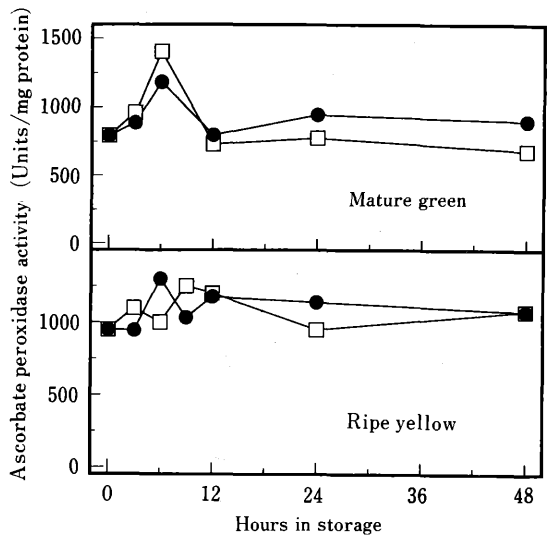 Ascorbate peroxidase activity (Units/mg protein)
1500
1000
500
0
Mature green
1000
500
0
Ripe yellow
0 12 24 36 48
Hours in storage